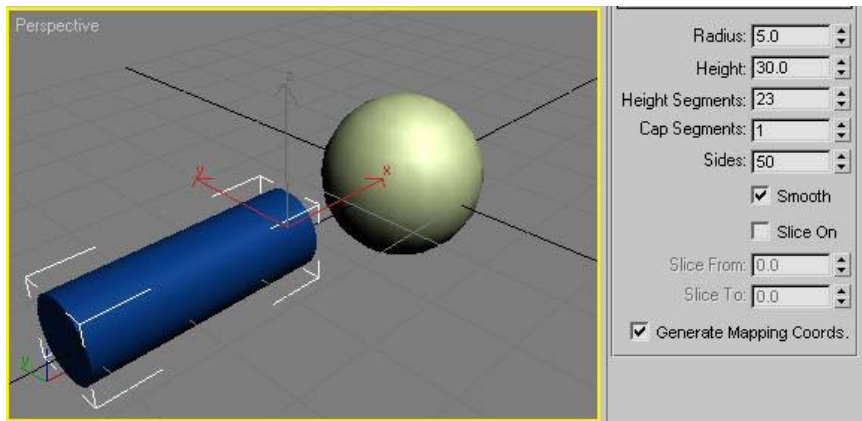 Perspective
z
y
x
y
Radius: 5.0
Height: 30.0
Height Segments: 23
Cap Segments: 1
Sides: 50
Smooth
Slice On
Slice From: 0.0
Slice To: 0.0
Generate Mapping Coords.